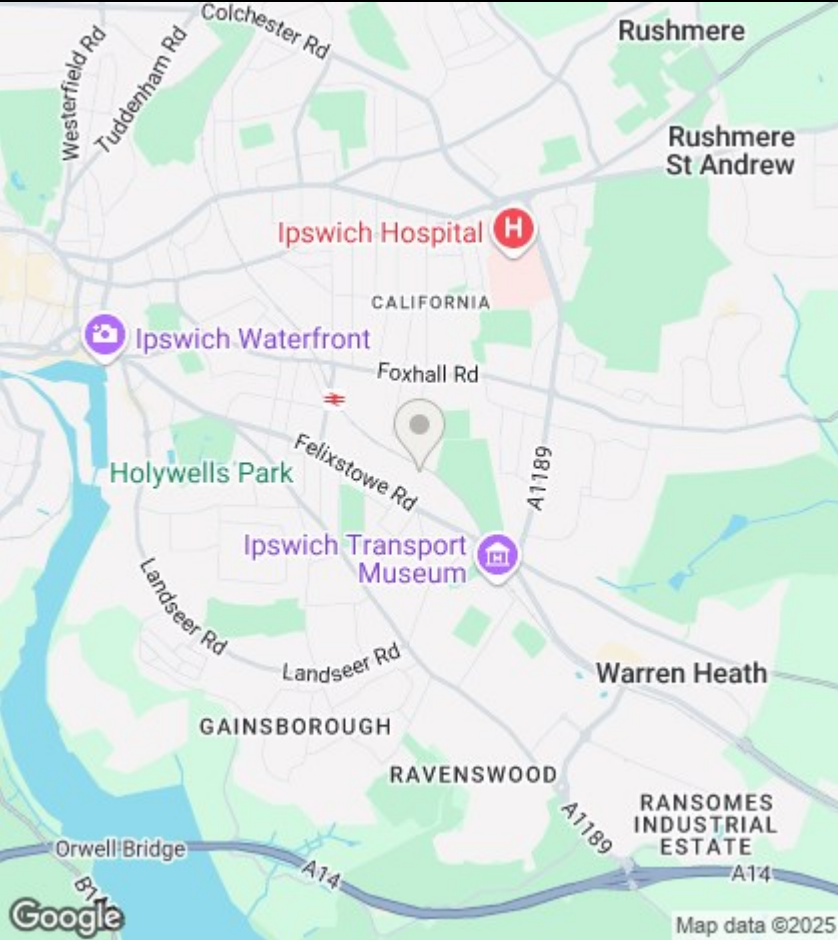 Colchester Rd
Rushmere
Westerfield Rd
Tuddenham Rd
Rushmere
St Andrew
Ipswich Hospital
H
CALIFORNIA
Ipswich Waterfront
Foxhall Rd
Felixstowe Rd
A1189
Holywells Park
Ipswich Transport
Museum
Landseer Rd
Landseer Rd
Warren Heath
GAINSBOROUGH
RAVENSWOOD
A1189
RANSOMES
INDUSTRIAL
ESTATE
Orwell Bridge
A14
A14
Google
Map data ©2025